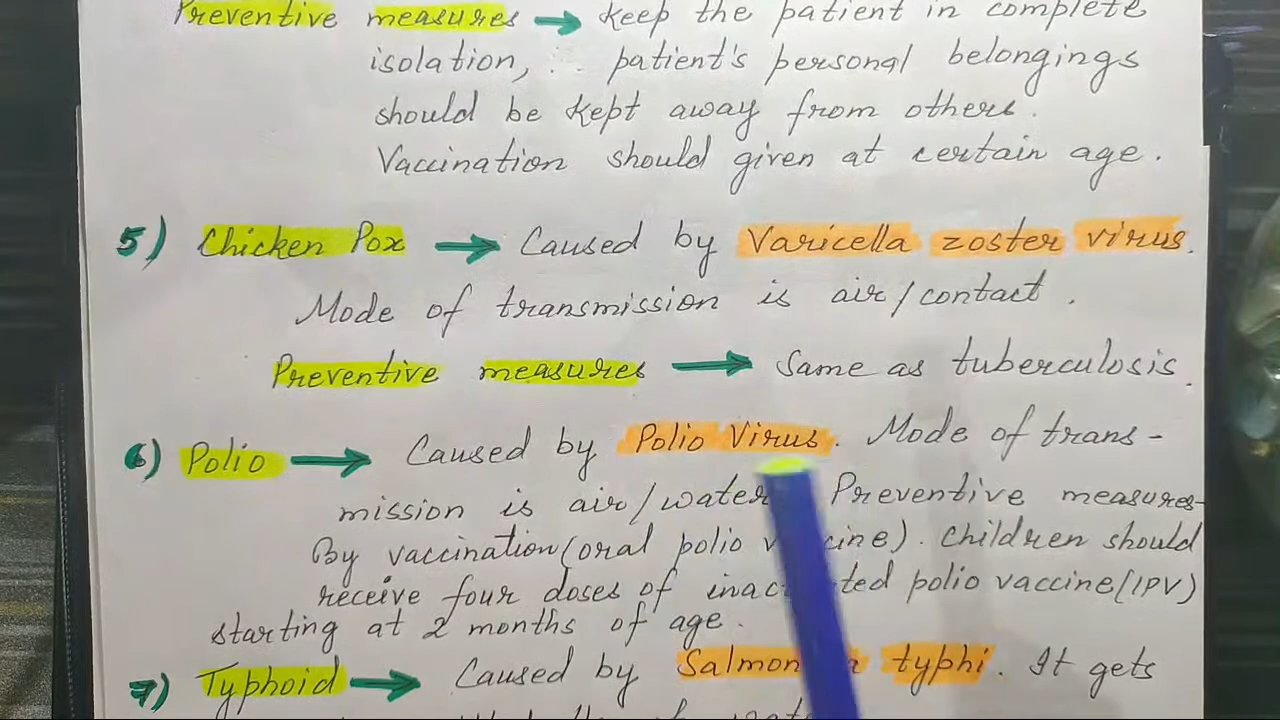 Preventive measures → Keep the patient in complete
isolation, ∴ patient's personal belongings
should be kept away from others.
Vaccination should given at certain age.
5) Chicken Pox → Caused by Varicella zoster virus.
Mode of transmission is air/contact.
Preventive measures → Same as tuberculosis.
6) Polio → Caused by Polio Virus. Mode of trans-
mission is air/water Preventive measures-
By vaccination (oral polio cine). Children should
receive four doses of polio vaccine (IPV)
starting at 2 months of age.
7) Typhoid → Caused by typhi. It gets